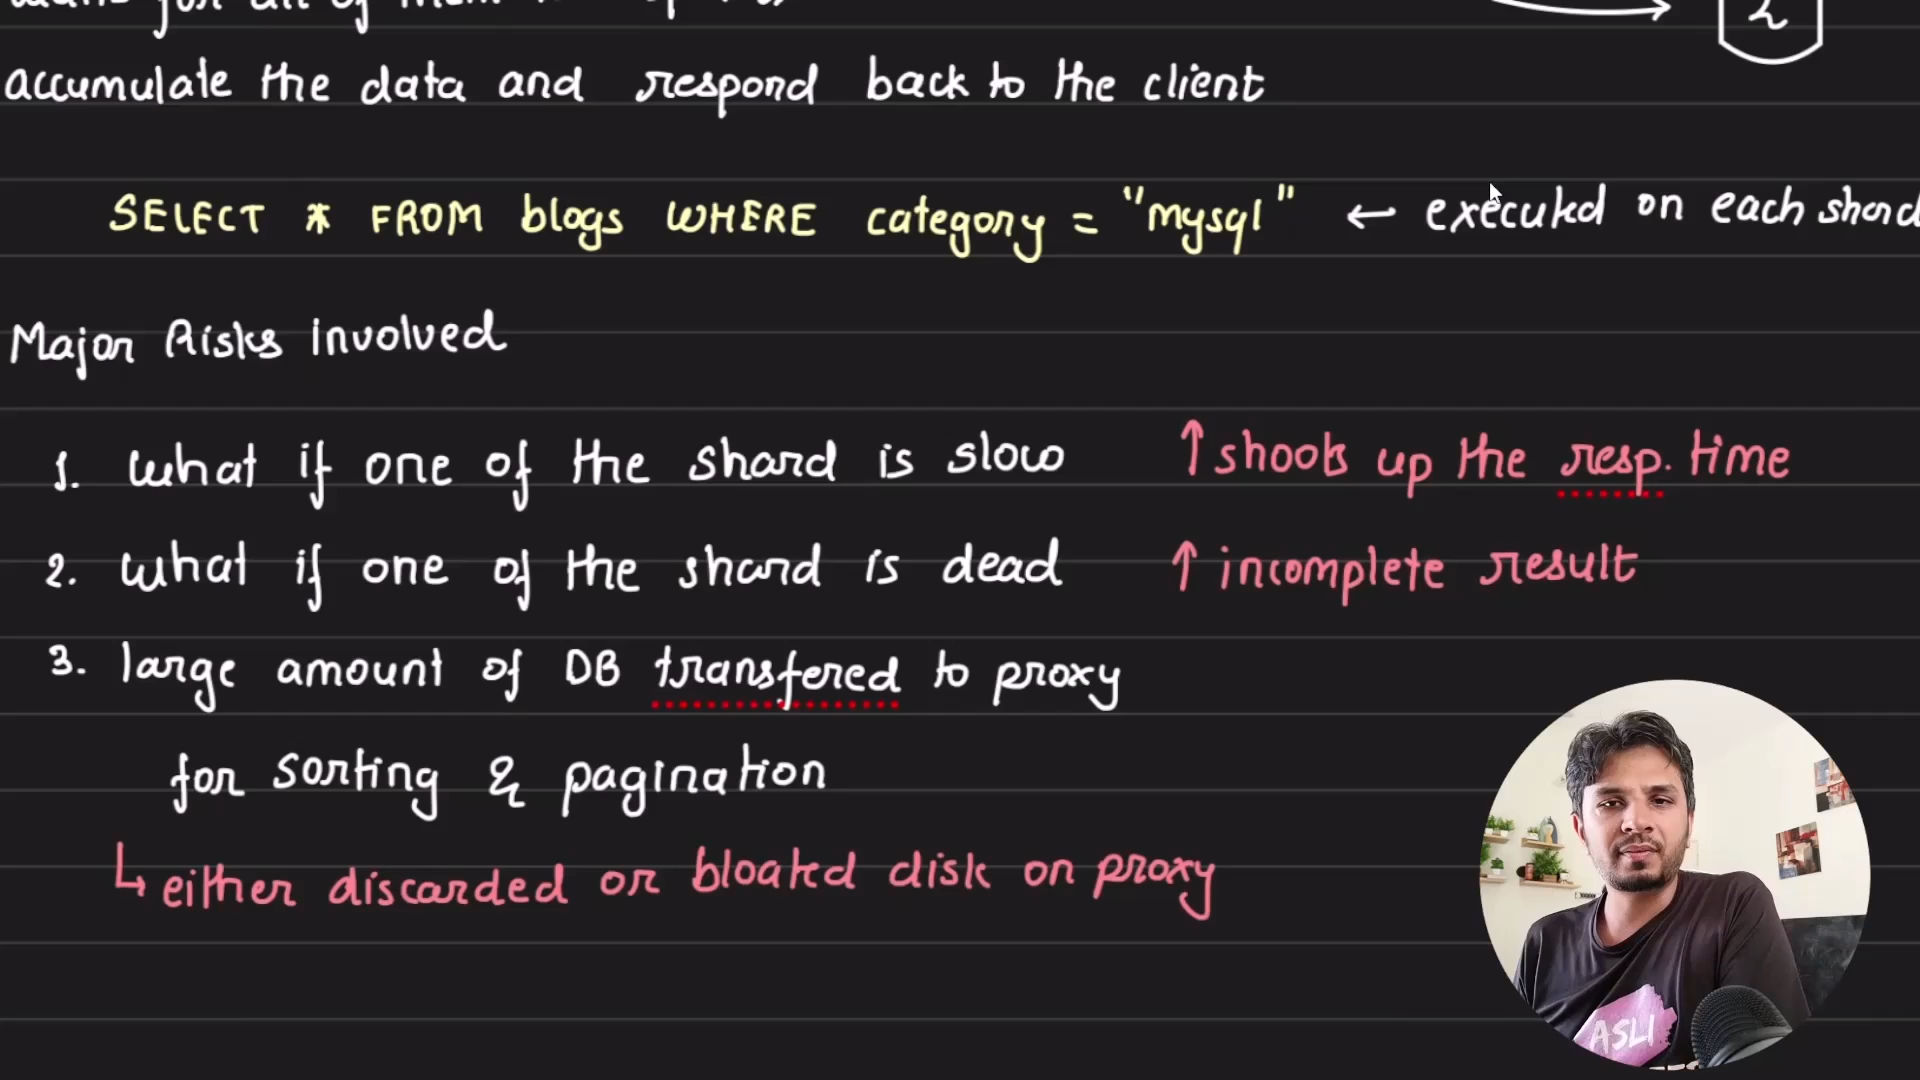 accumulate the data and respond back to the client
SELECT * FROM blogs WHERE category = "mysql" ← executed on each shard
Major Risks involved
1. what if one of the shard is slow ↑ shoots up the resp. time
2. what if one of the shard is dead ↑ incomplete result
3. large amount of DB transfered to proxy
for sorting & pagination
↳ either discarded or bloated disk on proxy
ASLI